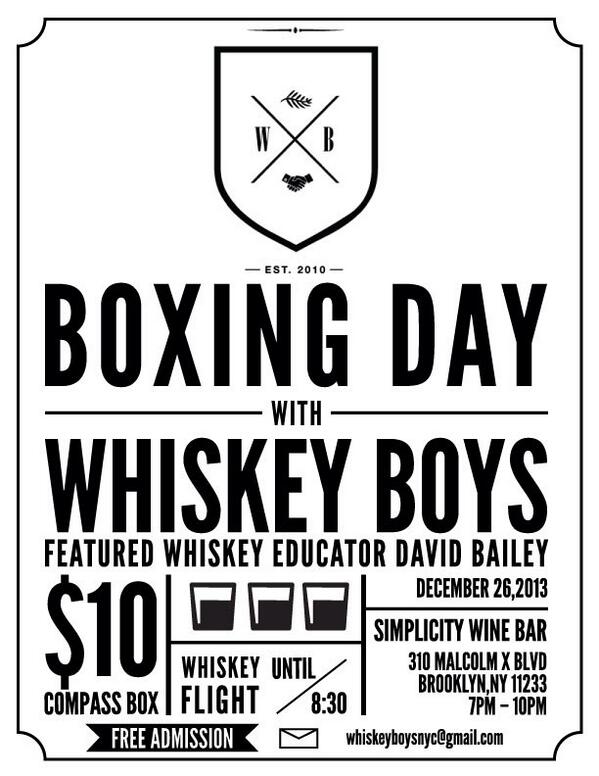 W B
EST. 2010
BOXING DAY
WITH
WHISKEY BOYS
FEATURED WHISKEY EDUCATOR DAVID BAILEY
$10
COMPASS BOX
WHISKEY
FLIGHT
UNTIL
8:30
DECEMBER 26,2013
SIMPLICITY WINE BAR
310 MALCOLM X BLVD
BROOKLYN,NY 11233
7PM – 10PM
FREE ADMISSION
whiskeyboysnyc@gmail.com